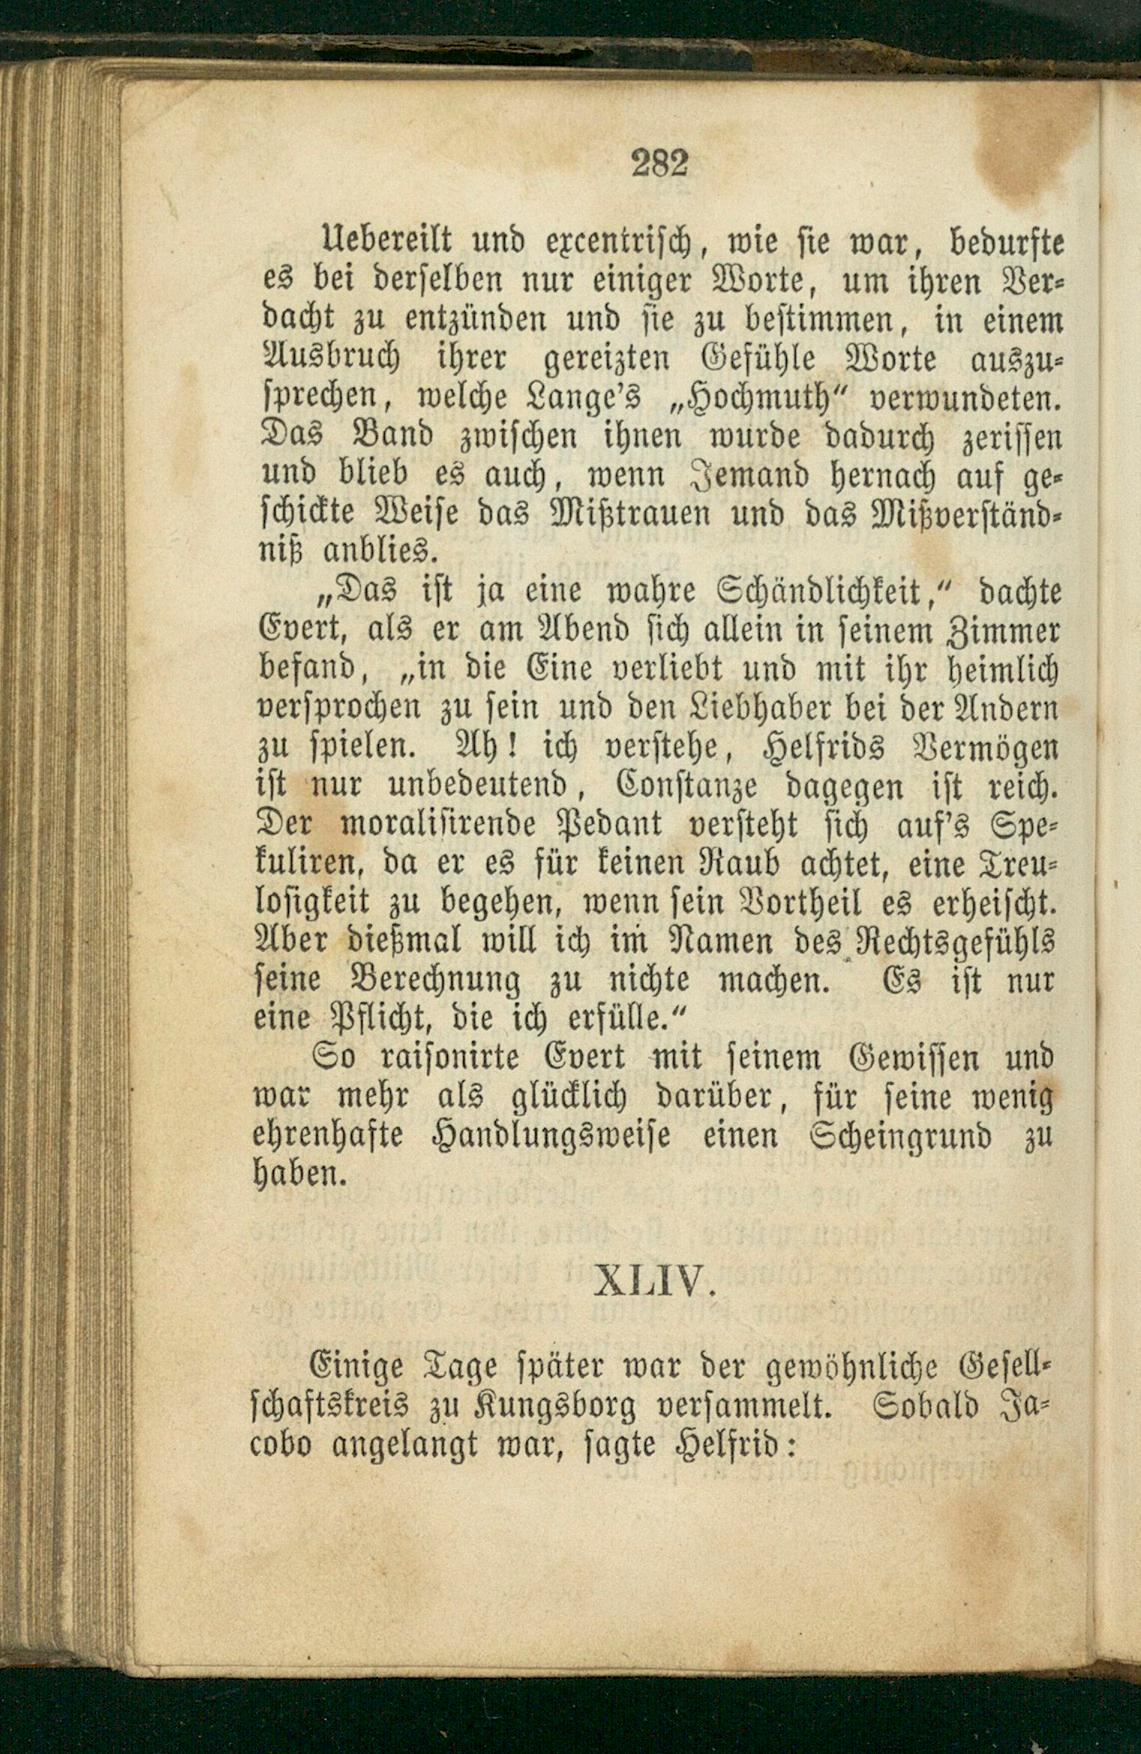 282
Uebereilt und excentrisch, wie sie war, bedurfte
es bei derselben nur einiger Worte, um ihren Ver-
dacht zu entzünden und sie zu bestimmen, in einem
Ausbruch ihrer gereizten Gefühle Worte auszu-
sprechen, welche Lange's „Hochmuth“ verwundeten.
Das Band zwischen ihnen wurde dadurch zerissen
und blieb es auch, wenn Jemand hernach auf ge-
schickte Weise das Mißtrauen und das Mißverständ-
niß anblies.
„Das ist ja eine wahre Schändlichkeit,“ dachte
Evert, als er am Abend sich allein in seinem Zimmer
befand, „in die Eine verliebt und mit ihr heimlich
versprochen zu sein und den Liebhaber bei der Andern
zu spielen. Ah! ich verstehe, Helfrids Vermögen
ist nur unbedeutend, Constanze dagegen ist reich.
Der moralisirende Pedant versteht sich auf's Spe-
kuliren, da er es für keinen Raub achtet, eine Treu-
losigkeit zu begehen, wenn sein Vortheil es erheischt.
Aber dießmal will ich im Namen des Rechtsgefühls
seine Berechnung zu nichte machen. Es ist nur
eine Pflicht, die ich erfülle.“
So raisonirte Evert mit seinem Gewissen und
war mehr als glücklich darüber, für seine wenig
ehrenhafte Handlungsweise einen Scheingrund zu
haben.
XLIV.
Einige Tage später war der gewöhnliche Gesell-
schaftskreis zu Kungsborg versammelt. Sobald Ja-
cobo angelangt war, sagte Helfrid: